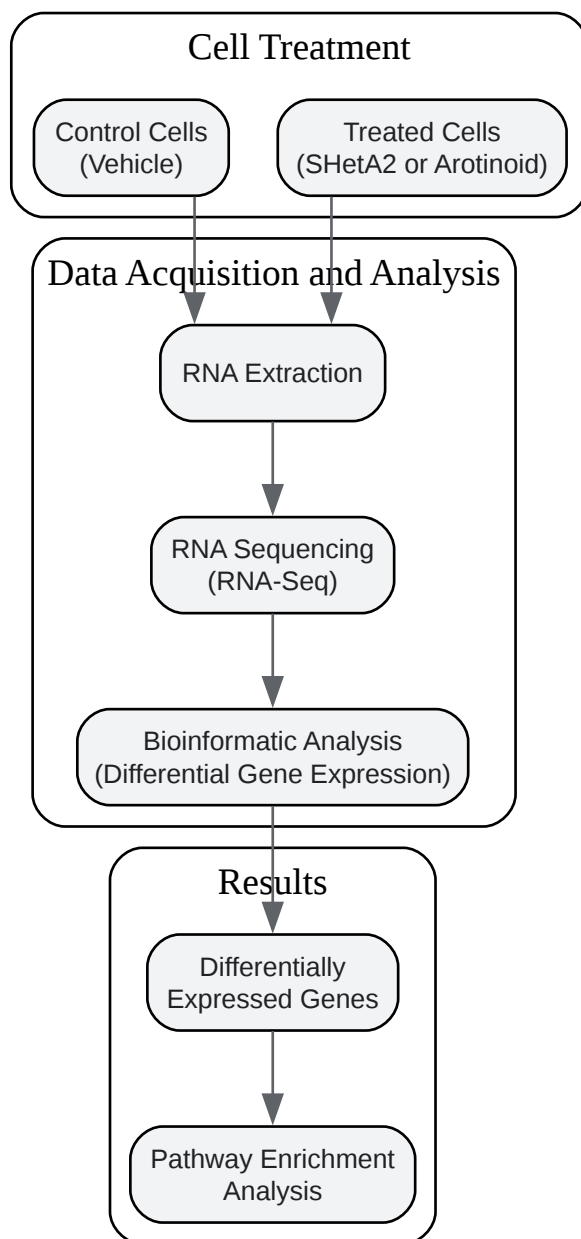 Cell Treatment
Control Cells
(Vehicle)
Treated Cells
(SHetA2 or Arotinoid)
Data Acquisition and Analysis
RNA Extraction
RNA Sequencing
(RNA-Seq)
Bioinformatic Analysis
(Differential Gene Expression)
Results
Differentially
Expressed Genes
Pathway Enrichment
Analysis